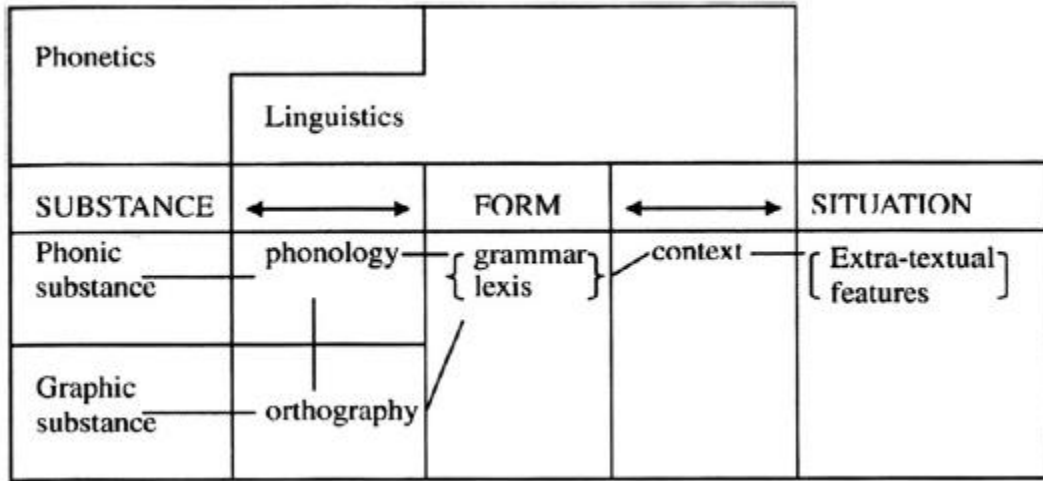 Phonetics
Linguistics
SUBSTANCE FORM SITUATION
Phonic substance phonology grammar lexis context Extra-textual features
Graphic substance orthography